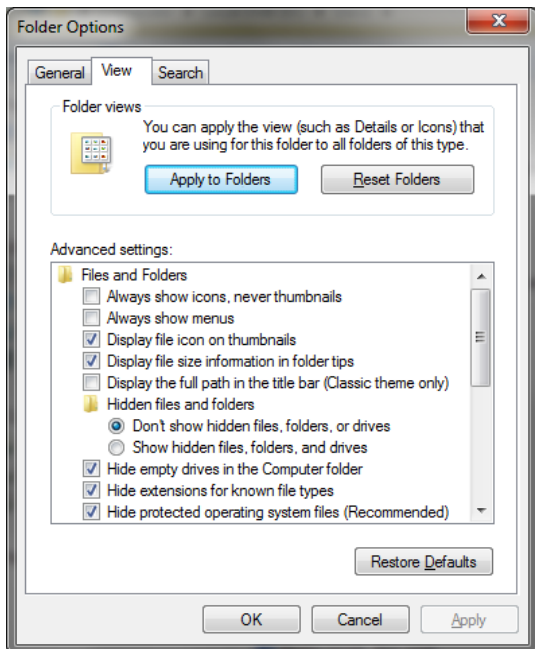 Folder Options
General View Search
Folder views
You can apply the view (such as Details or Icons) that
you are using for this folder to all folders of this type.
Apply to Folders Reset Folders
Advanced settings:
Files and Folders
Always show icons, never thumbnails
Always show menus
Display file icon on thumbnails
Display file size information in folder tips
Display the full path in the title bar (Classic theme only)
Hidden files and folders
Don't show hidden files, folders, or drives
Show hidden files, folders, and drives
Hide empty drives in the Computer folder
Hide extensions for known file types
Hide protected operating system files (Recommended)
Restore Defaults
OK Cancel Apply